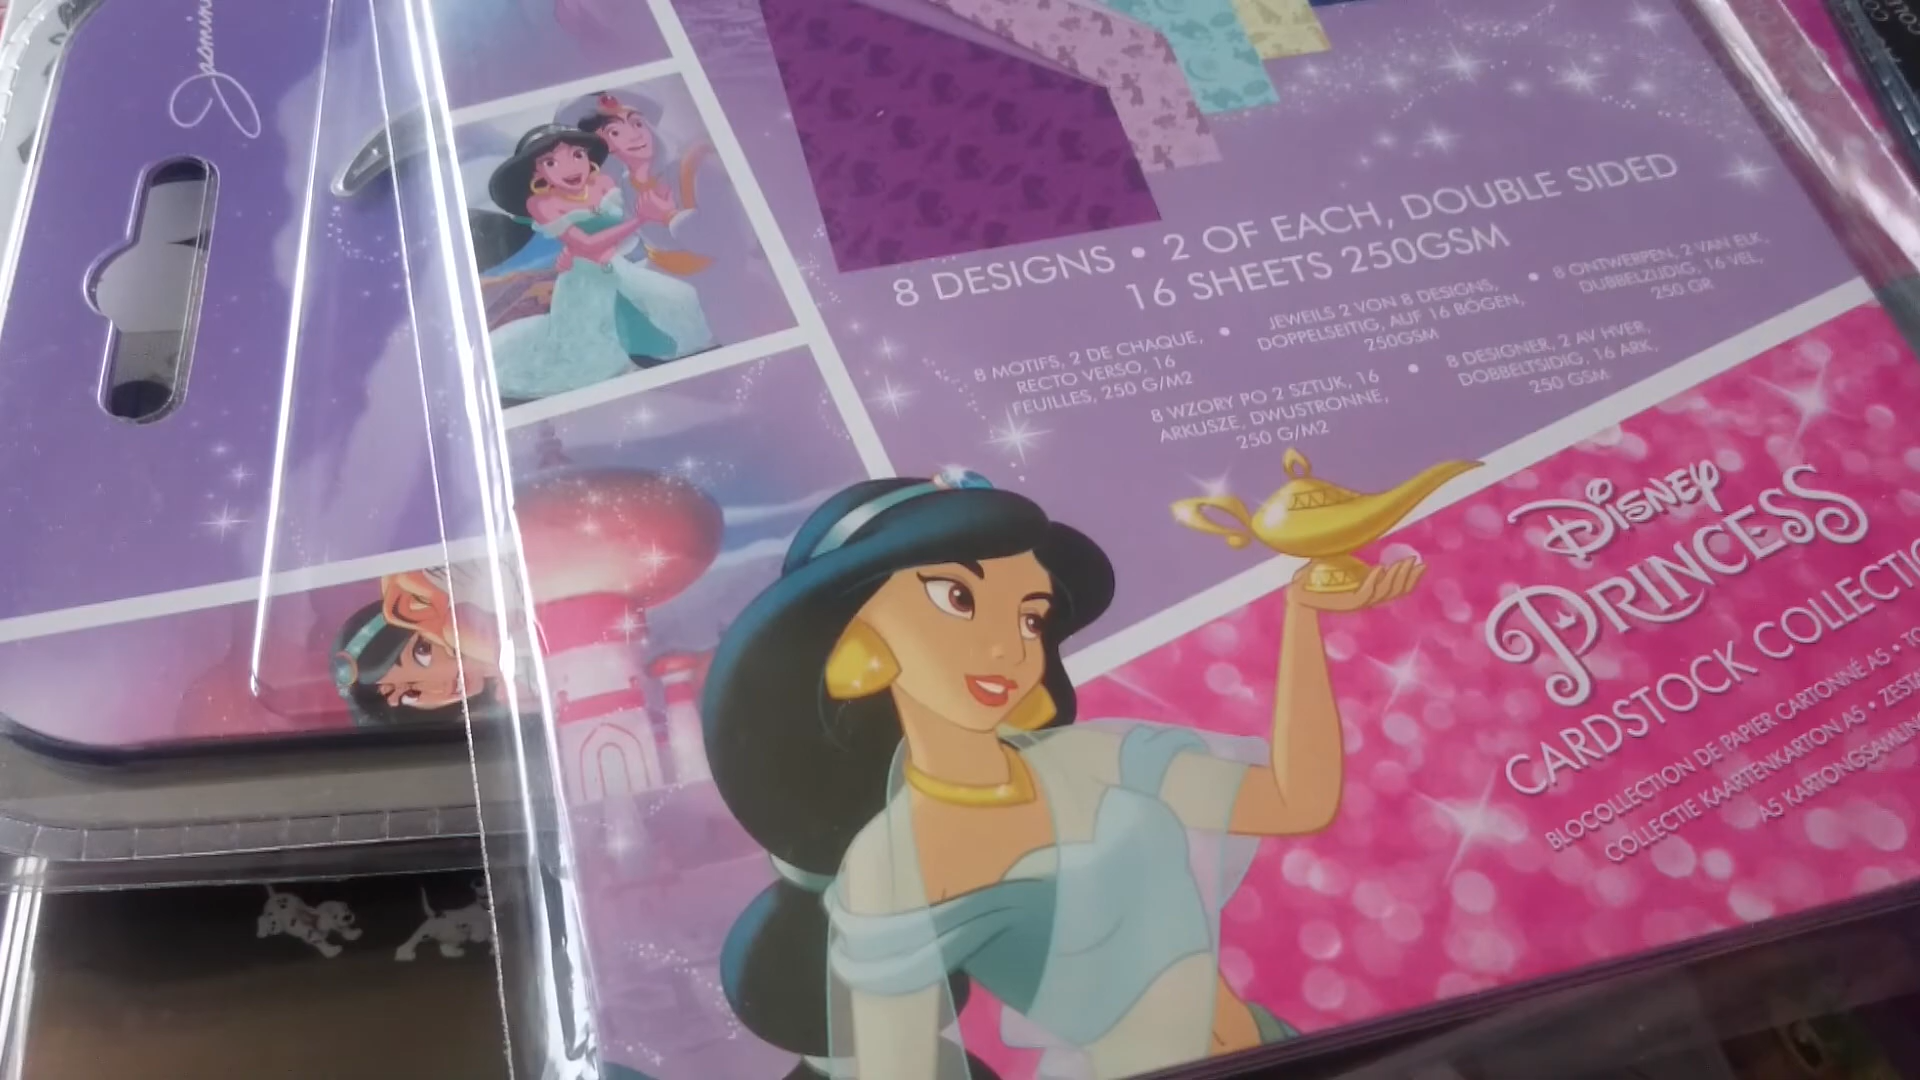 Jasmin
8 DESIGNS • 2 OF EACH, DOUBLE SIDED
16 SHEETS 250GSM
8 MOTIFS, 2 DE CHAQUE,
RECTO VERSO, 16
FEUILLES, 250 G/M2
•
JEWEILS 2 VON 8 DESIGNS,
DOPPELSEITIG, AUF 16 BÖGEN,
250GSM
•
8 ONTWERPEN, 2 VAN ELK,
DUBBELZIJDIG, 16 VEL,
250 GR
8 WZORY PO 2 SZTUK, 16
ARKUSZE, DWUSTRONNE,
250 G/M2
•
8 DESIGNER, 2 AV HVER,
DOBBELTSIDIG, 16 ARK,
250 GSM
Disney
PRINCESS
CARDSTOCK COLLECTIO
BLOCOLLECTION DE PAPIER CARTONNÉ A5 •
COLLECTIE KAARTENKARTON A5 • ZESTA
A5 KARTONGSAMLING